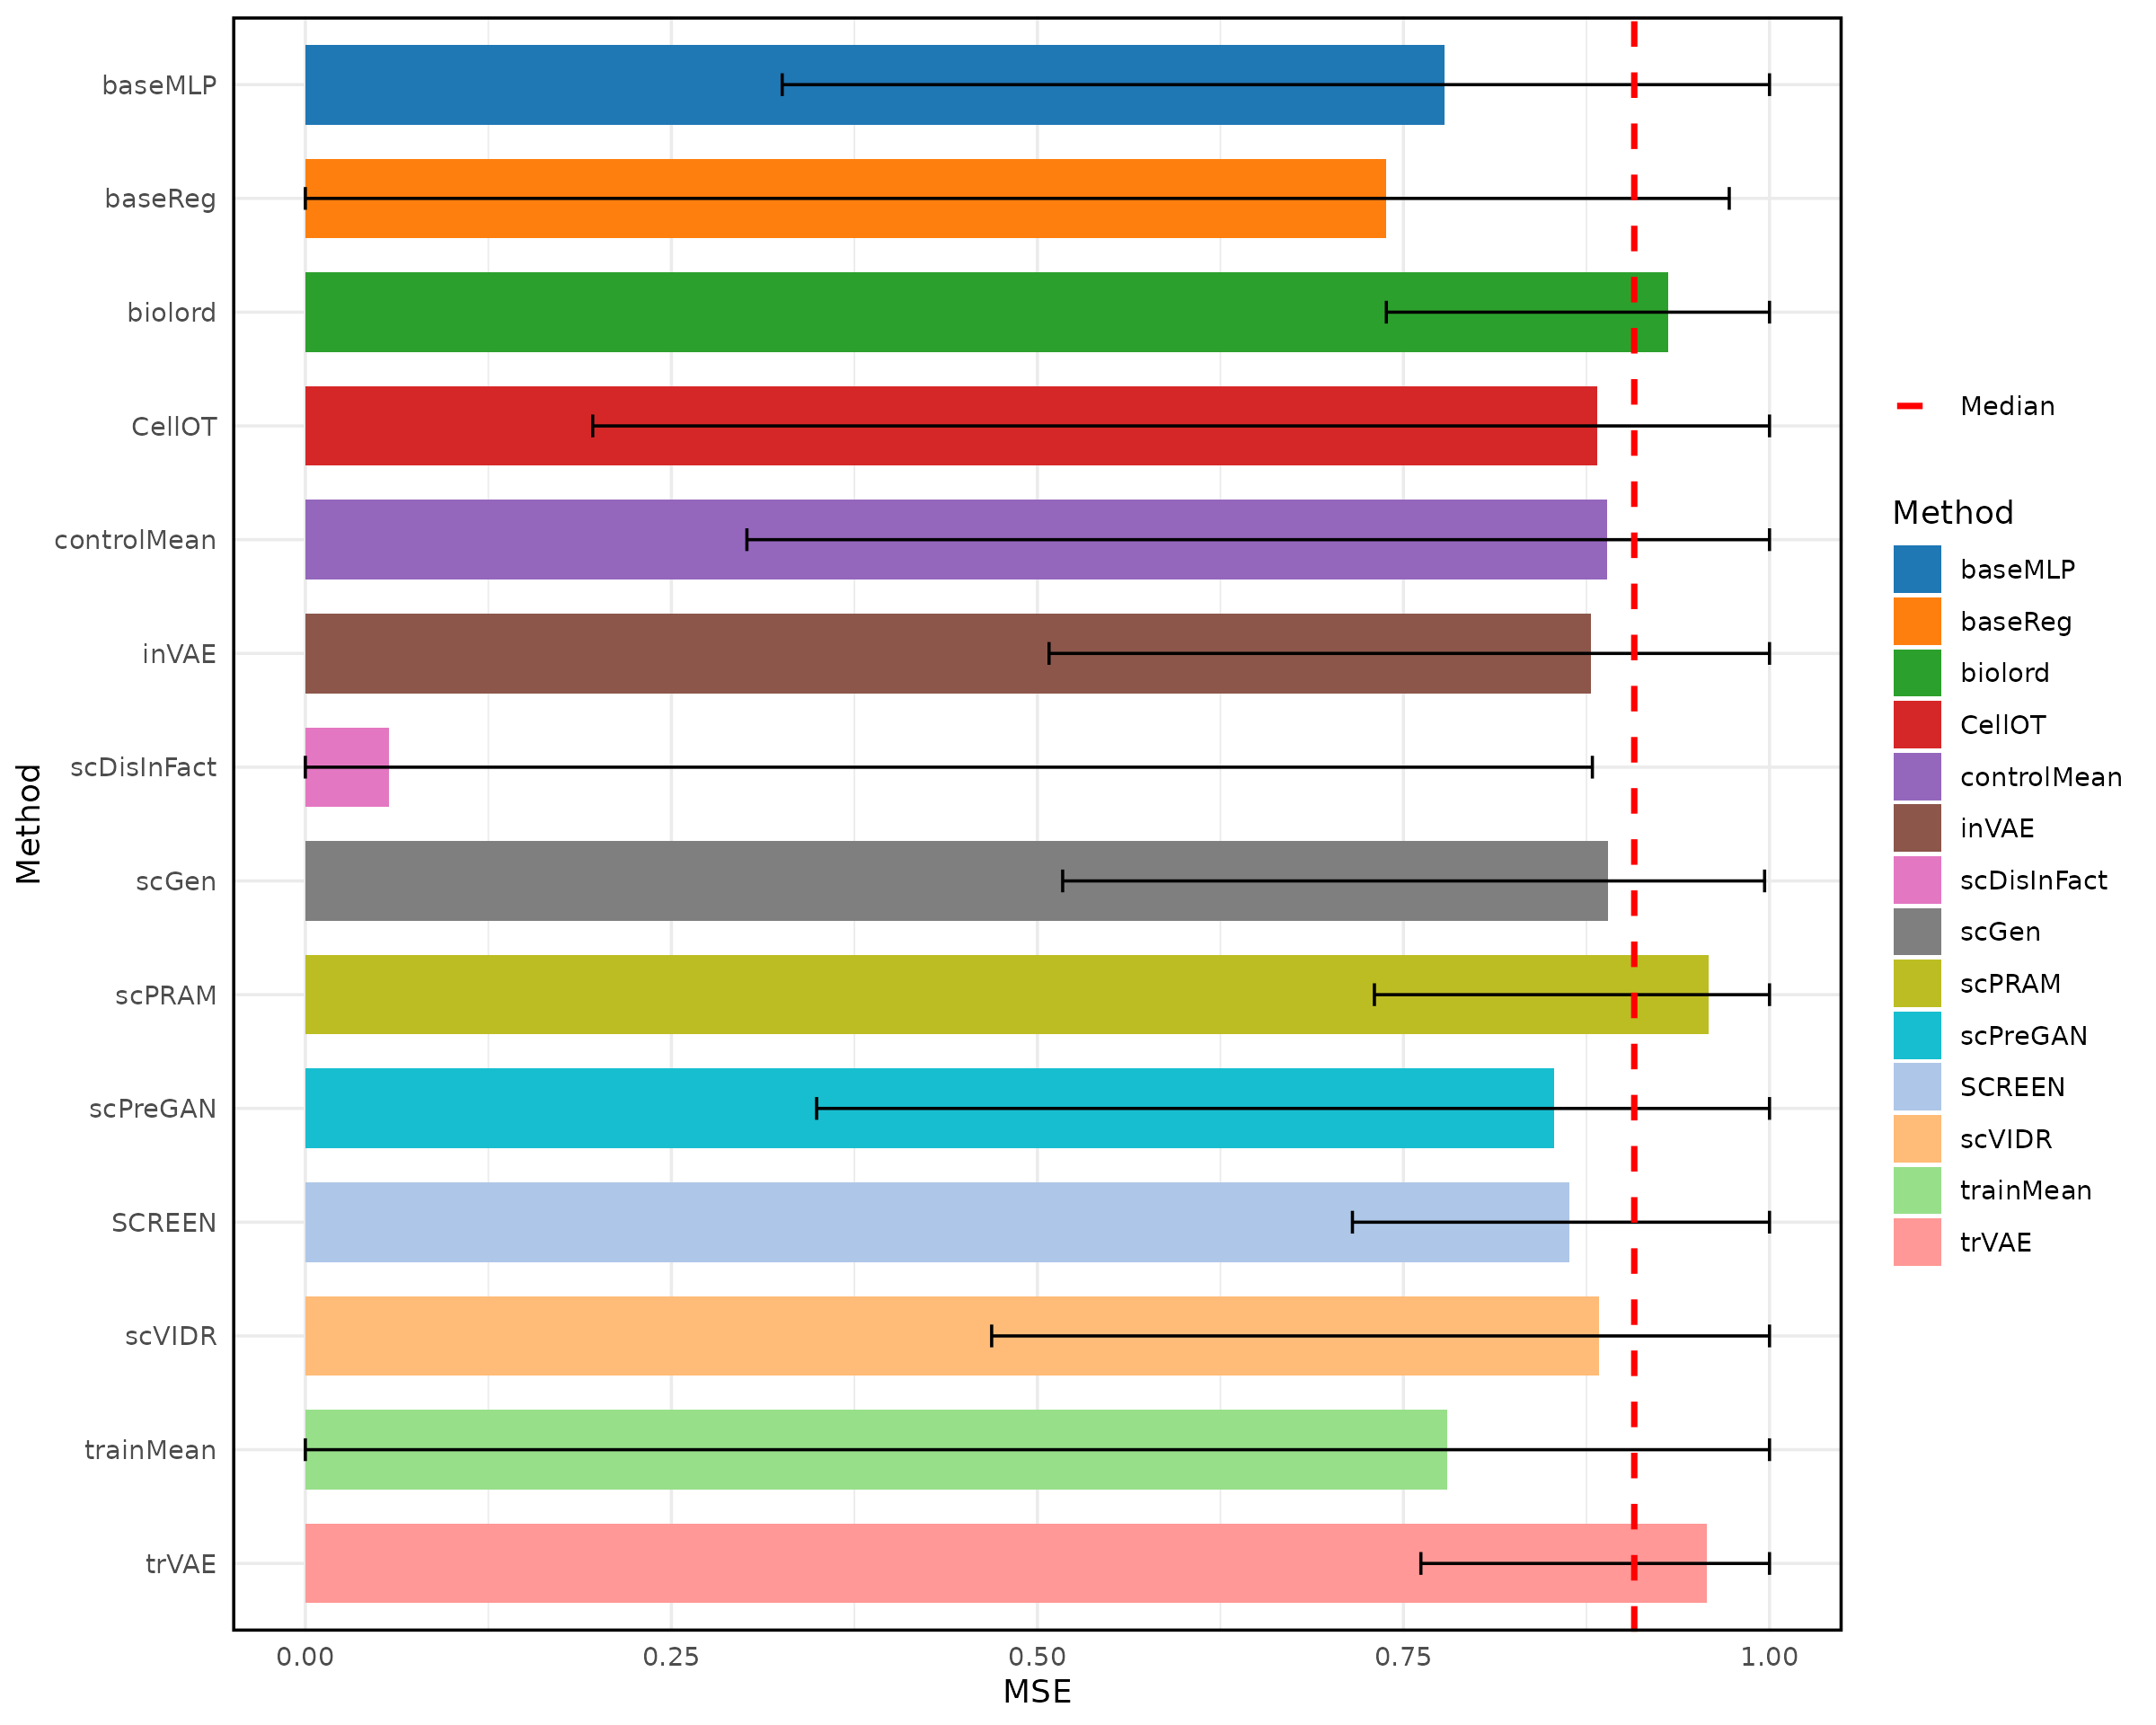 baseMLP
baseReg
biolord
CellOT
controlMean
inVAE
scDisInFact
scGen
scPRAM
scPreGAN
SCREEN
scVIDR
trainMean
trVAE
Method
0.00 0.25 0.50 0.75 1.00
MSE
Median
Method
baseMLP
baseReg
biolord
CellOT
controlMean
inVAE
scDisInFact
scGen
scPRAM
scPreGAN
SCREEN
scVIDR
trainMean
trVAE